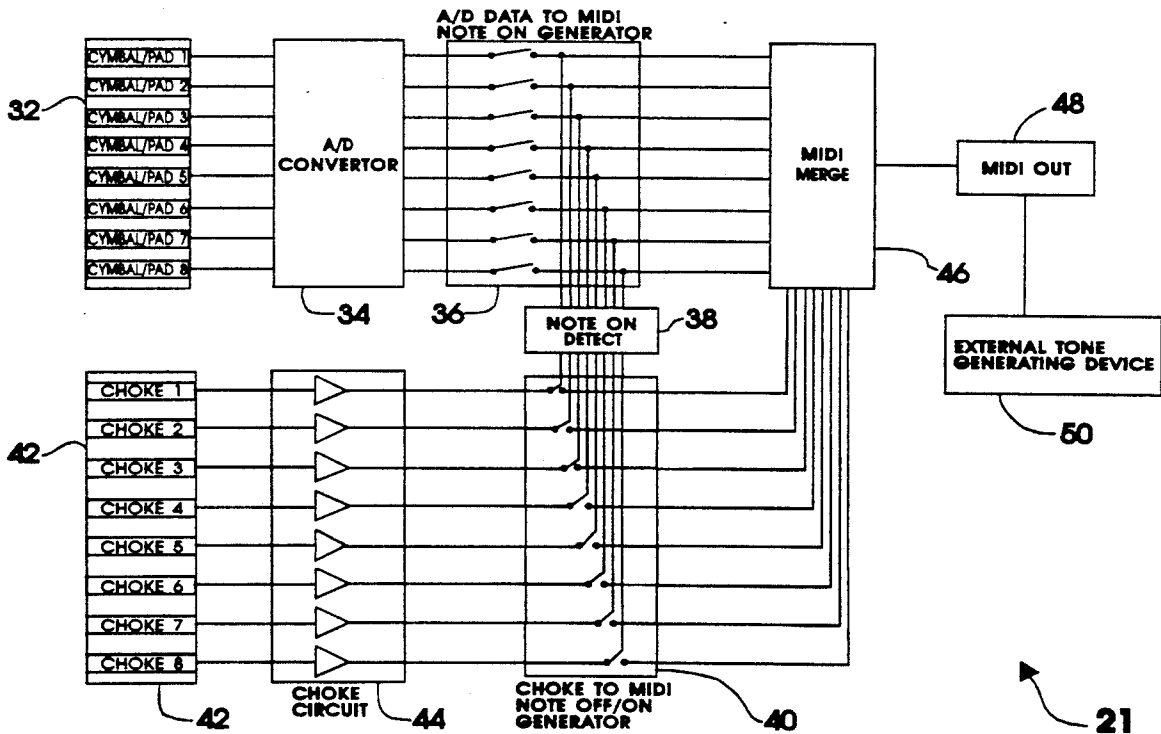 A/D DATA TO MIDI
NOTE ON GENERATOR
CYMBAL/PAD 1
CYMBAL/PAD 2
CYMBAL/PAD 3
CYMBAL/PAD 4
CYMBAL/PAD 5
CYMBAL/PAD 6
CYMBAL/PAD 7
CYMBAL/PAD 8
32
A/D
CONVERTOR
34
36
MIDI
MERGE
46
48
MIDI OUT
NOTE ON
DETECT
38
EXTERNAL TONE
GENERATING DEVICE
50
CHOKE 1
CHOKE 2
CHOKE 3
CHOKE 4
CHOKE 5
CHOKE 6
CHOKE 7
CHOKE 8
42
42
CHOKE
CIRCUIT
44
CHOKE TO MIDI
NOTE OFF/ON
GENERATOR
40
21